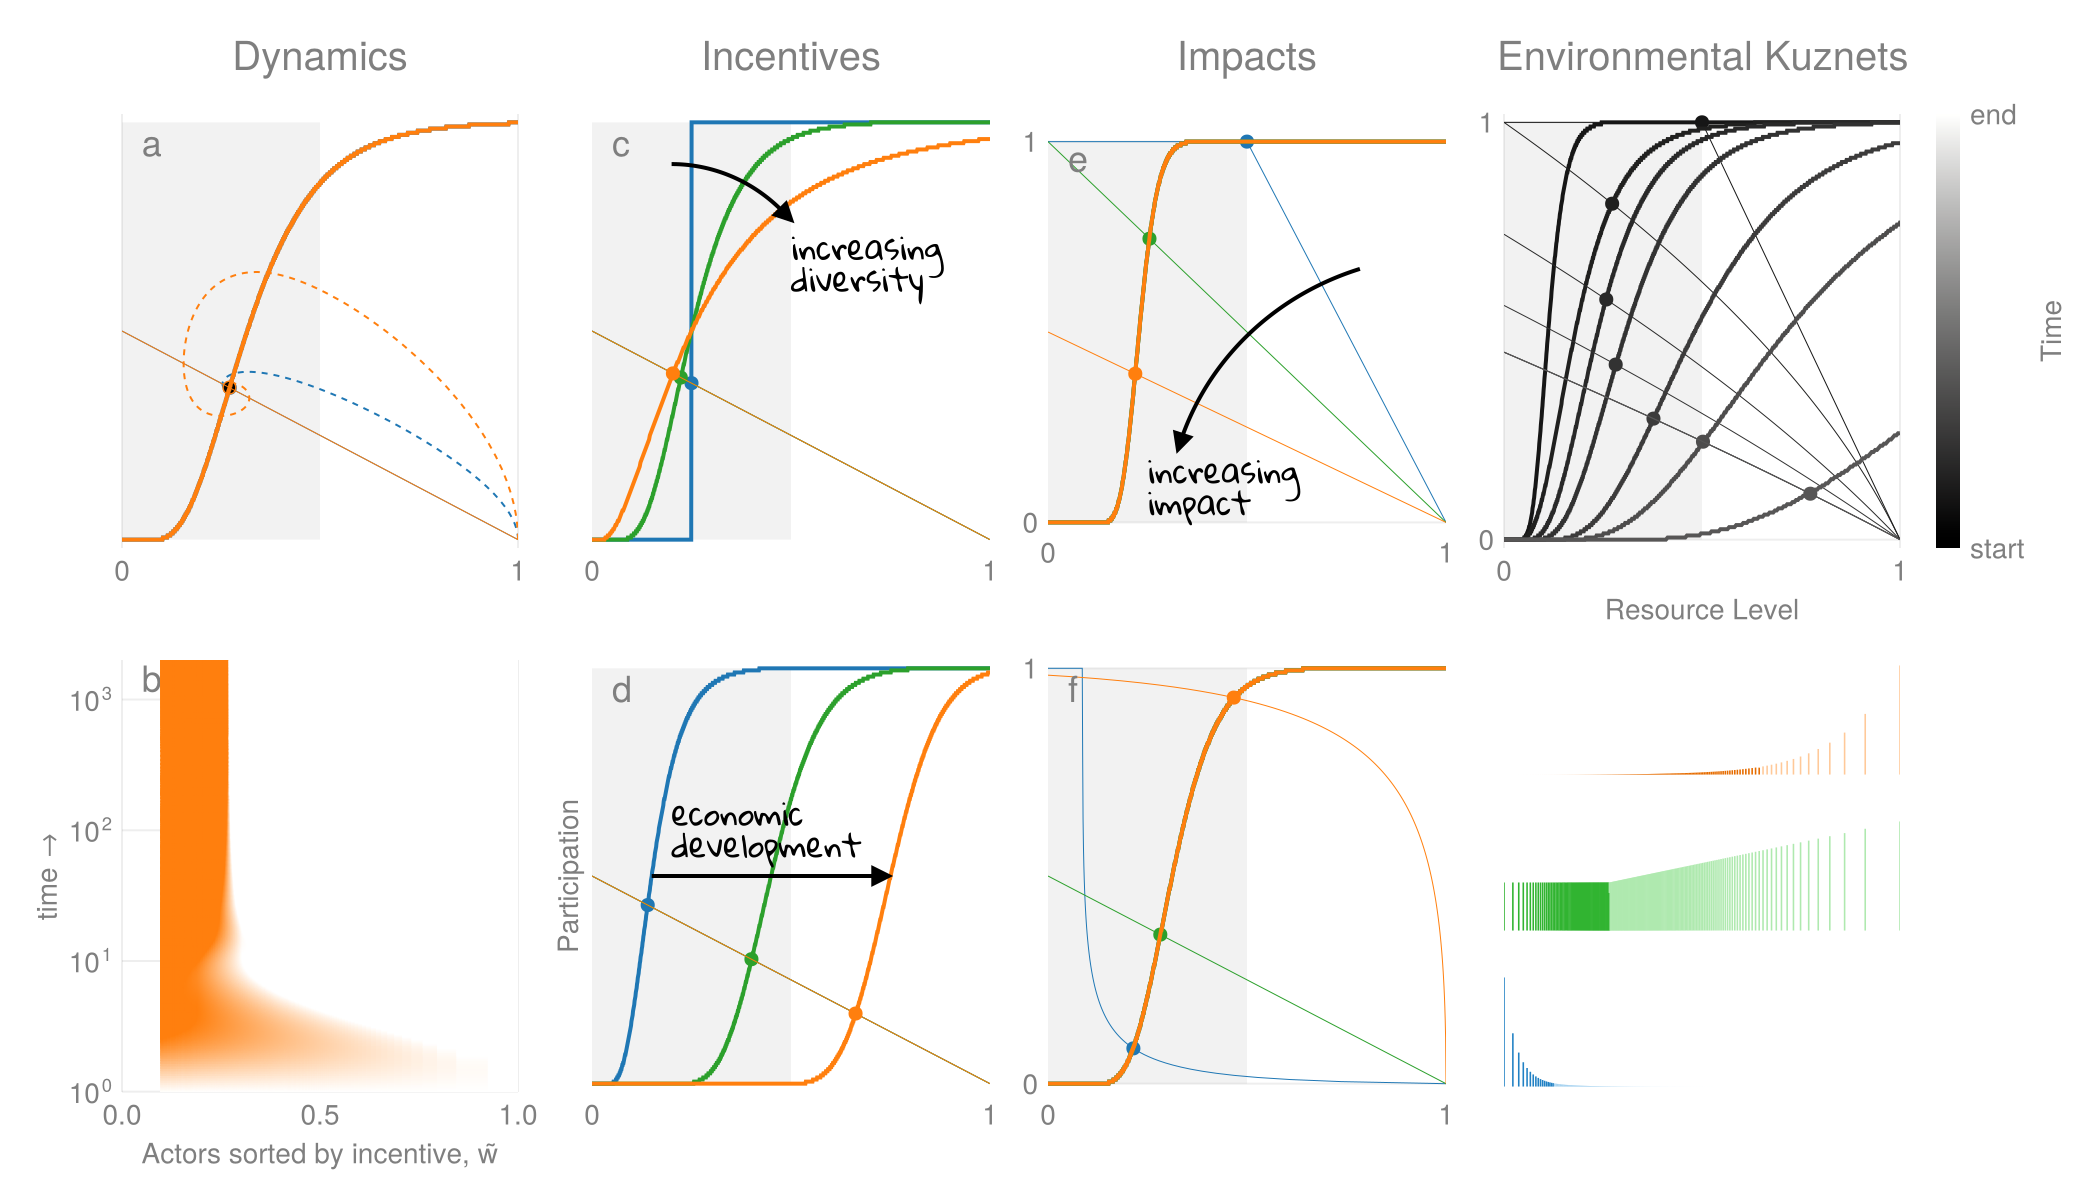 Dynamics
Incentives
Impacts
Environmental Kuznets
a
0
1
c
increasing
diversity
0
1
e
1
0
increasing
impact
0
1
1
0
0
1
Resource Level
end
start
Time
b
10³
10²
10¹
10⁰
time →
0.0
0.5
1.0
Actors sorted by incentive, w̃
d
economic
development
Participation
0
1
f
1
0
0
1